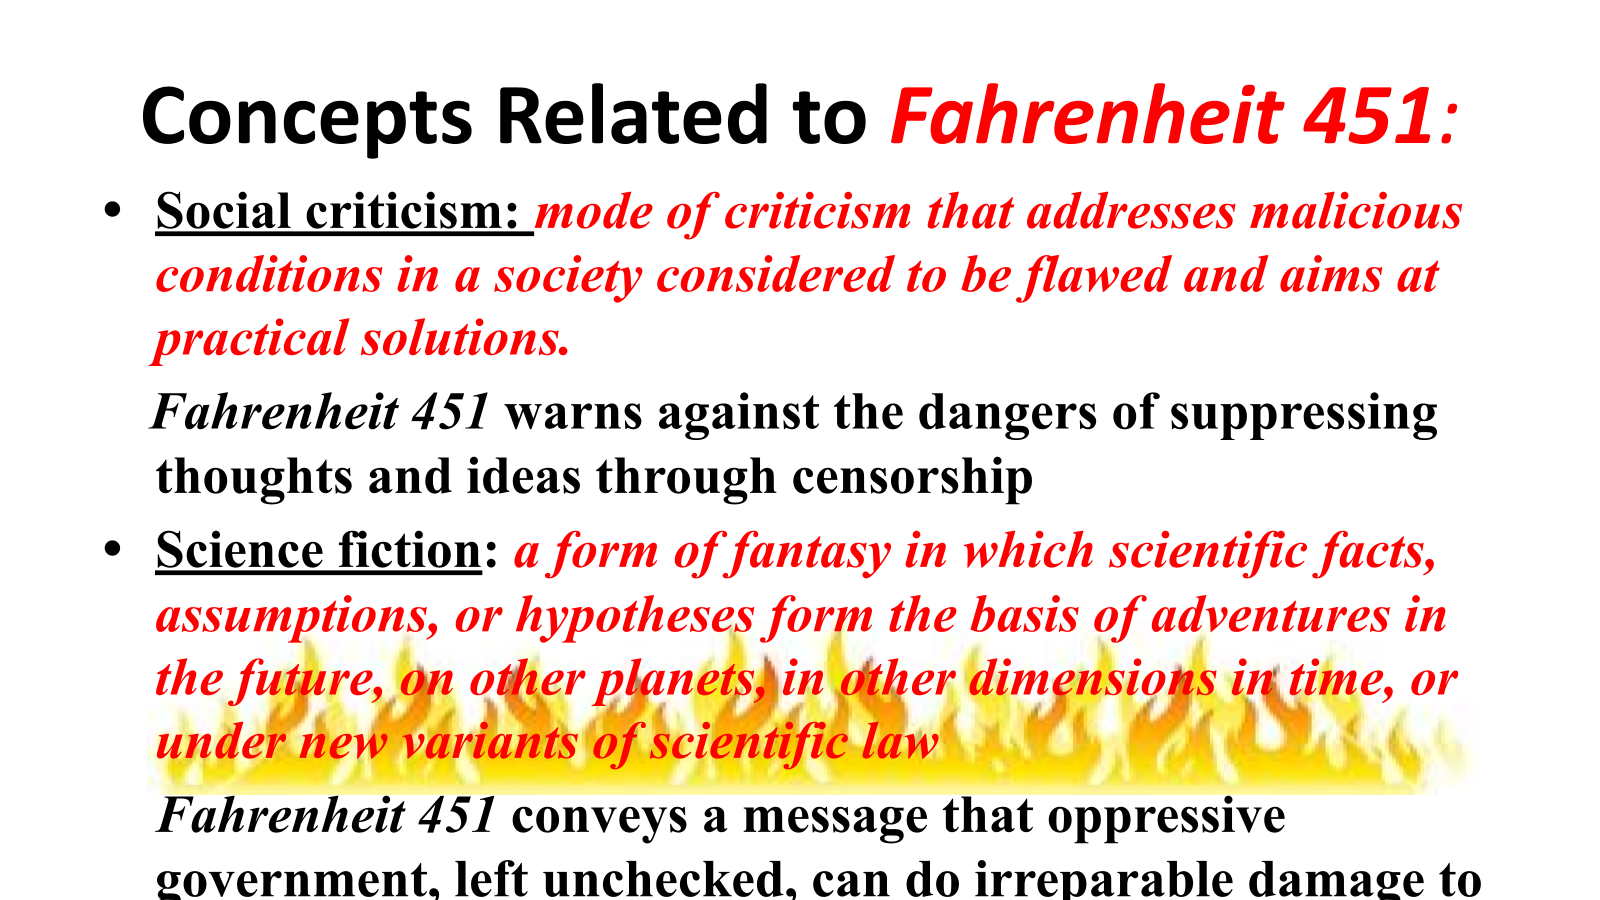 Concepts Related to Fahrenheit 451:
• Social criticism: mode of criticism that addresses malicious
conditions in a society considered to be flawed and aims at
practical solutions.
Fahrenheit 451 warns against the dangers of suppressing
thoughts and ideas through censorship
• Science fiction: a form of fantasy in which scientific facts,
assumptions, or hypotheses form the basis of adventures in
the future, on other planets, in other dimensions in time, or
under new variants of scientific law
Fahrenheit 451 conveys a message that oppressive
government, left unchecked, can do irreparable damage to